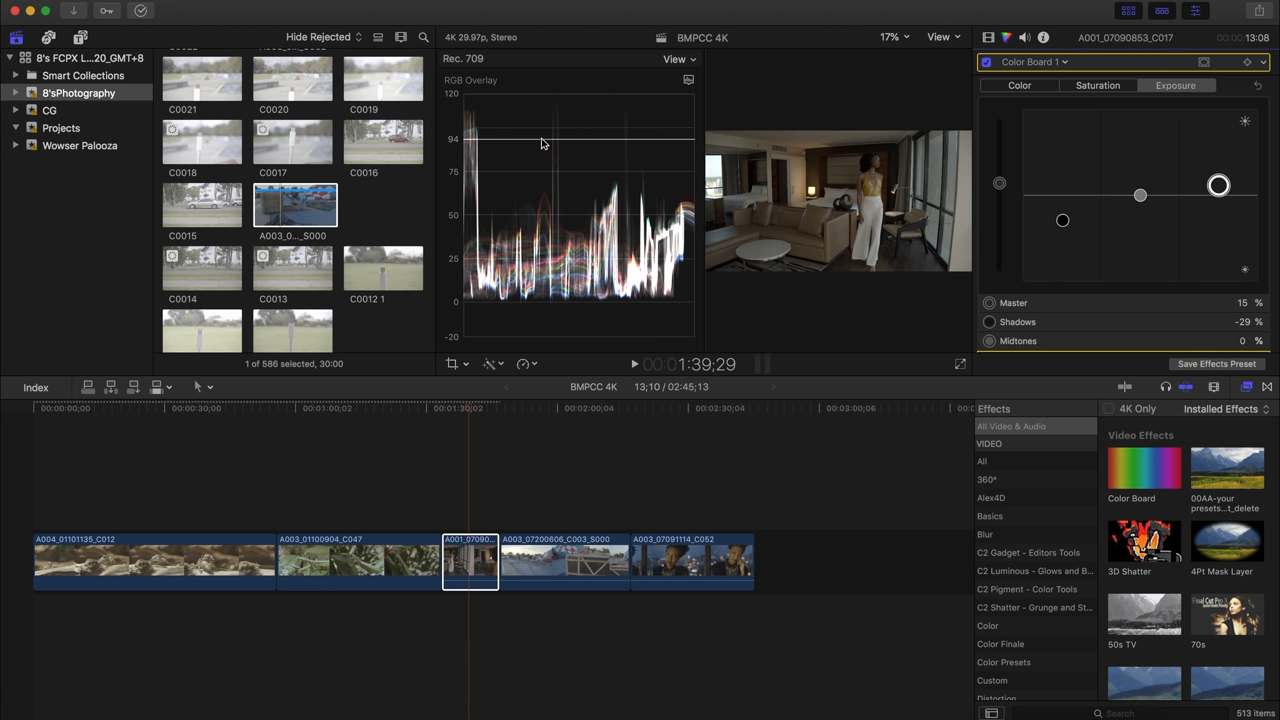 Hide Rejected
4K 29.97p, Stereo
BMPCC 4K
17%
View
A001_07090853_C017
00:00:13:08
8's FCPX L...20_GMT+8
Smart Collections
8'sPhotography
CG
Projects
Wowser Palooza
C0021
C0020
C0019
C0018
C0017
C0016
C0015
A003_0..._S000
C0014
C0013
C0012 1
1 of 586 selected, 30:00
Rec. 709
View
RGB Overlay
120
94
75
50
25
0
-20
00:00:1:39;29
Color Board 1
Color
Saturation
Exposure
Master
15 %
Shadows
-29 %
Midtones
0 %
Save Effects Preset
Index
BMPCC 4K
13;10 / 02:45;13
00:00:00;00
00:00:30;00
00:01:00;02
00:01:30;02
00:02:00;04
00:02:30;04
00:03:00;06
00:0
A004_01101135_C012
A003_01100904_C047
A001_07090...
A003_07200606_C003_S000
A003_07091114_C052
Effects
4K Only
Installed Effects
All Video & Audio
VIDEO
All
360°
Alex4D
Basics
Blur
C2 Gadget - Editors Tools
C2 Luminous - Glows and B...
C2 Pigment - Color Tools
C2 Shatter - Grunge and St...
Color
Color Finale
Color Presets
Custom
Distortion
Video Effects
Color Board
00AA-your
presets...t_delete
3D Shatter
4Pt Mask Layer
50s TV
Final Cut Pro X
70s
Search
513 items